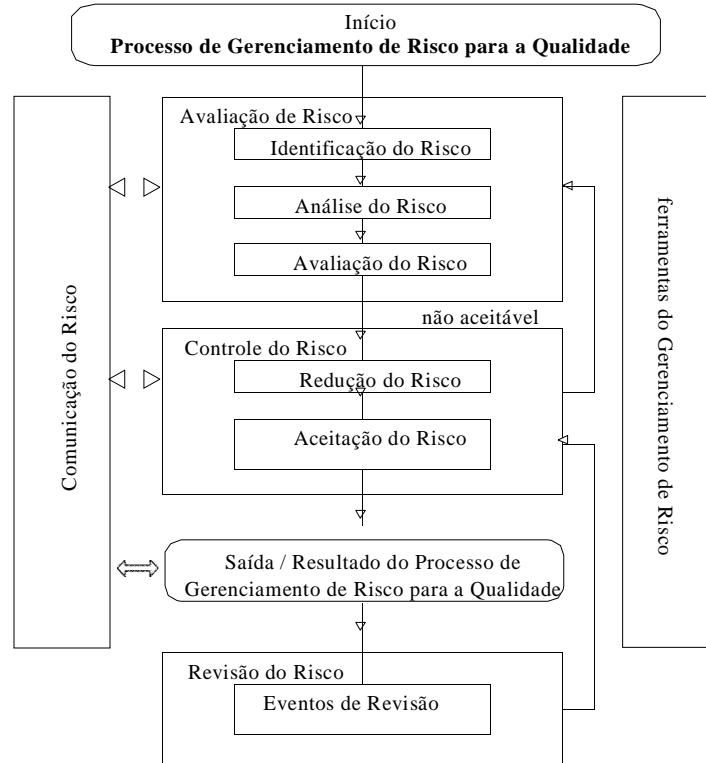 Início
Processo de Gerenciamento de Risco para a Qualidade
Avaliação de Risco
Identificação do Risco
Análise do Risco
Avaliação do Risco
não aceitável
Controle do Risco
Redução do Risco
Aceitação do Risco
Saída / Resultado do Processo de
Gerenciamento de Risco para a Qualidade
Revisão do Risco
Eventos de Revisão
Comunicação do Risco
ferramentas do Gerenciamento de Risco